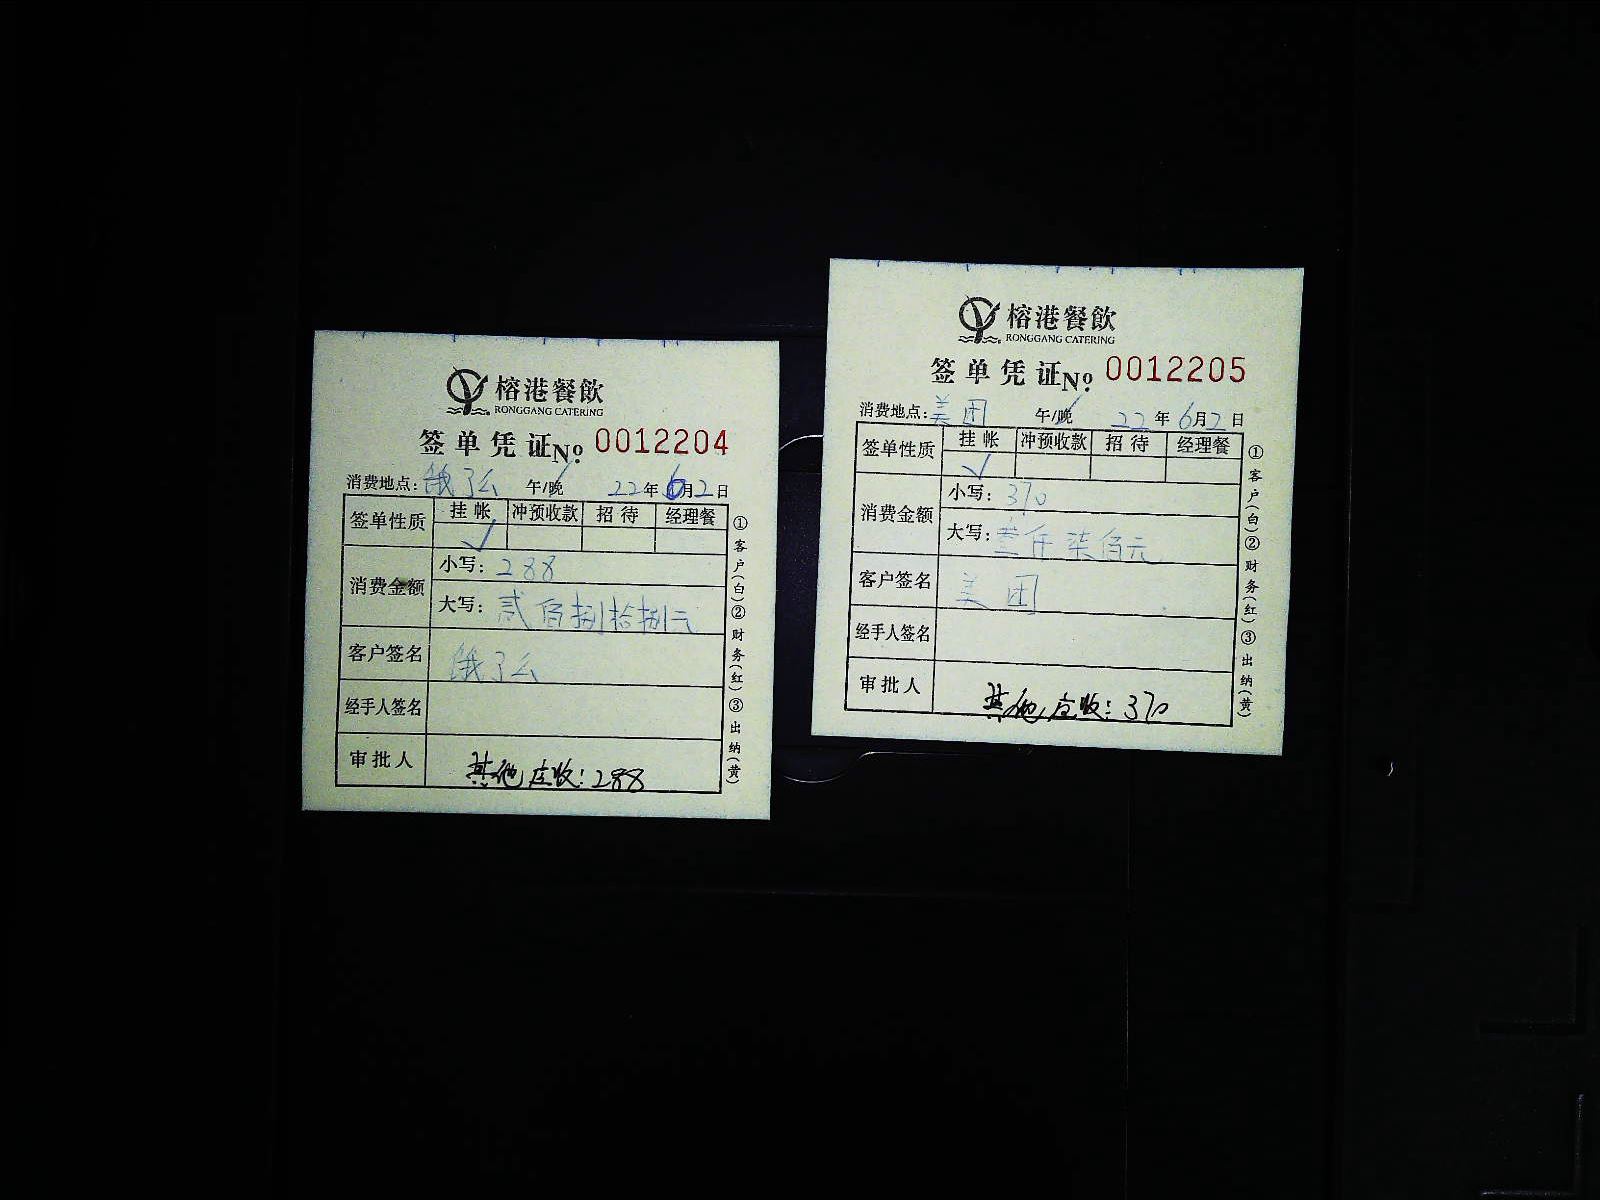 榕港餐飲
RONGGANG CATERING
签单凭证 No. 0012204
消费地点: 饿了么 午/晚 22年6月2日
签单性质 挂帐 冲预收款 招待 经理餐
✓
消费金额 小写: 288
大写: 贰佰捌拾捌元
客户签名 饿了么
经手人签名
审批人 其他应收: 288
①客户(白)②财务(红)③出纳(黄)
榕港餐飲
RONGGANG CATERING
签单凭证 No. 0012205
消费地点: 美团 午/晚 22年6月2日
签单性质 挂帐 冲预收款 招待 经理餐
✓
消费金额 小写: 370
大写: 叁仟柒佰元
客户签名 美团
经手人签名
审批人 其他应收: 370
①客户(白)②财务(红)③出纳(黄)